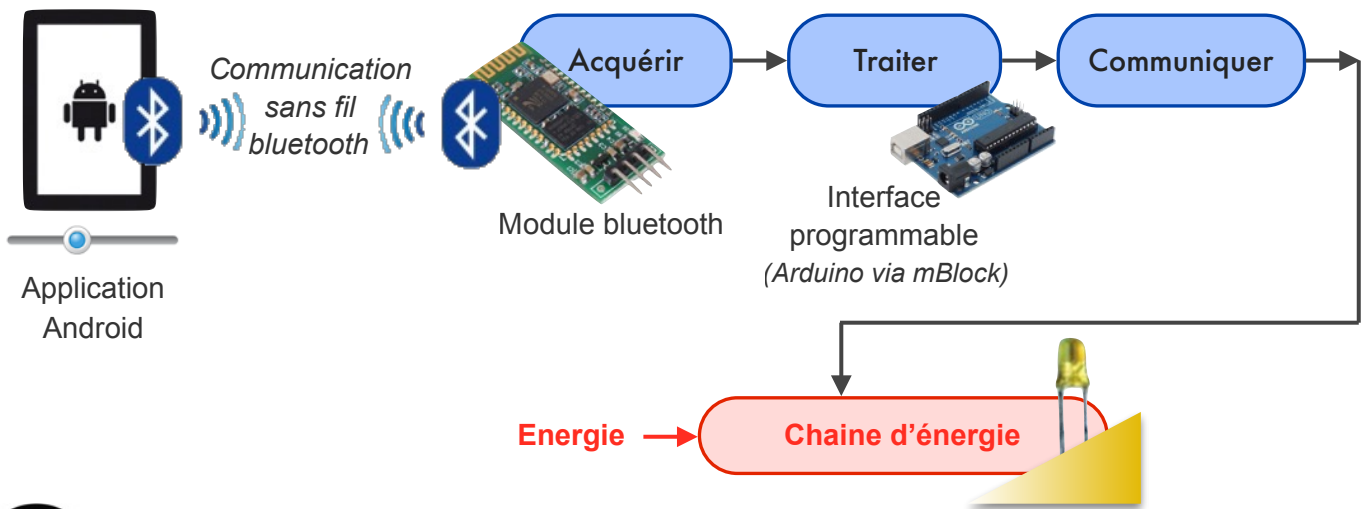 Communication
sans fil
bluetooth
Acquérir
Traiter
Communiquer
Module bluetooth
Interface
programmable
(Arduino via mBlock)
Application
Android
Energie
Chaine d’énergie